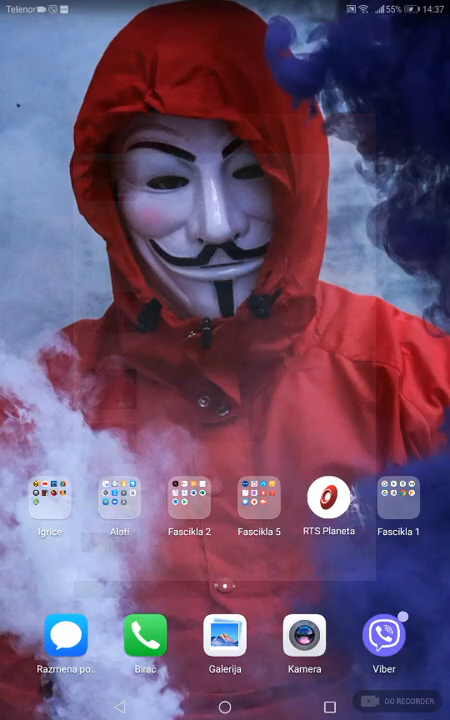 Telenor
55%
14:37
Igrice
Alati
Fascikla 2
Fascikla 5
RTS Planeta
Fascikla 1
Razmena po..
Birač
Galerija
Kamera
Viber
GO RECORDER